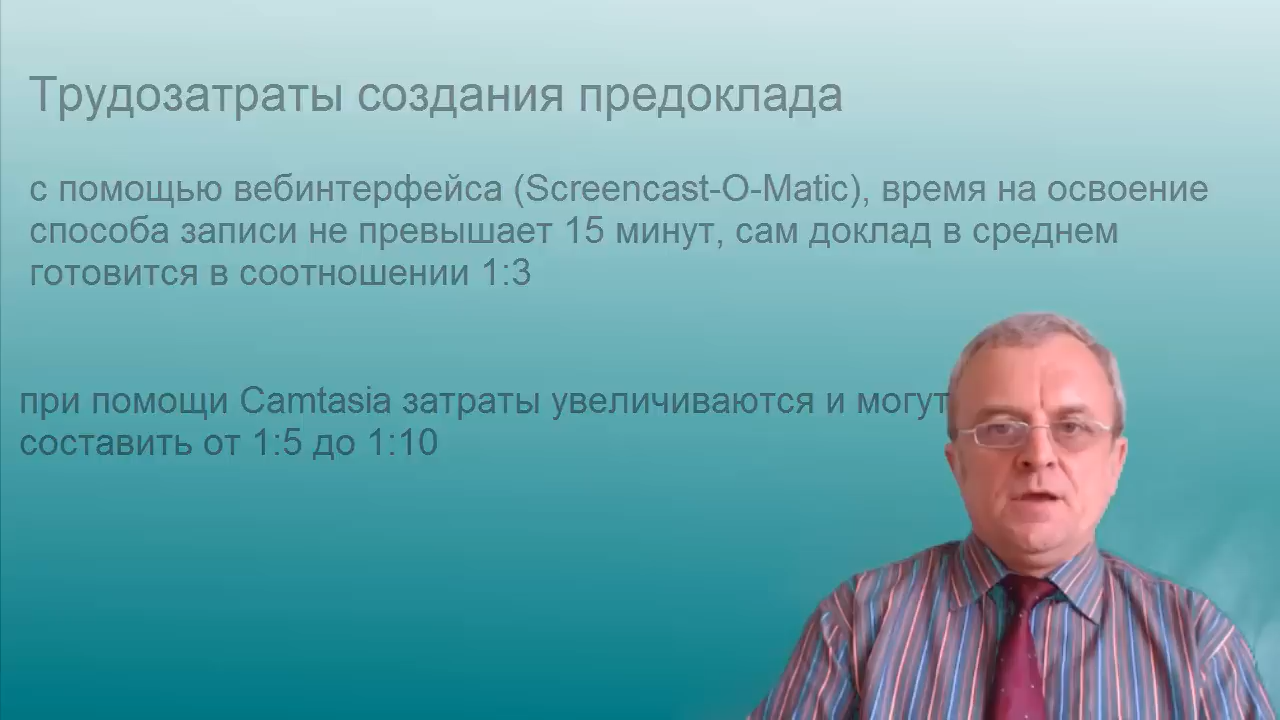 Трудозатраты создания предоклада
с помощью вебинтерфейса (Screencast-O-Matic), время на освоение
способа записи не превышает 15 минут, сам доклад в среднем
готовится в соотношении 1:3
при помощи Camtasia затраты увеличиваются и могут
составить от 1:5 до 1:10